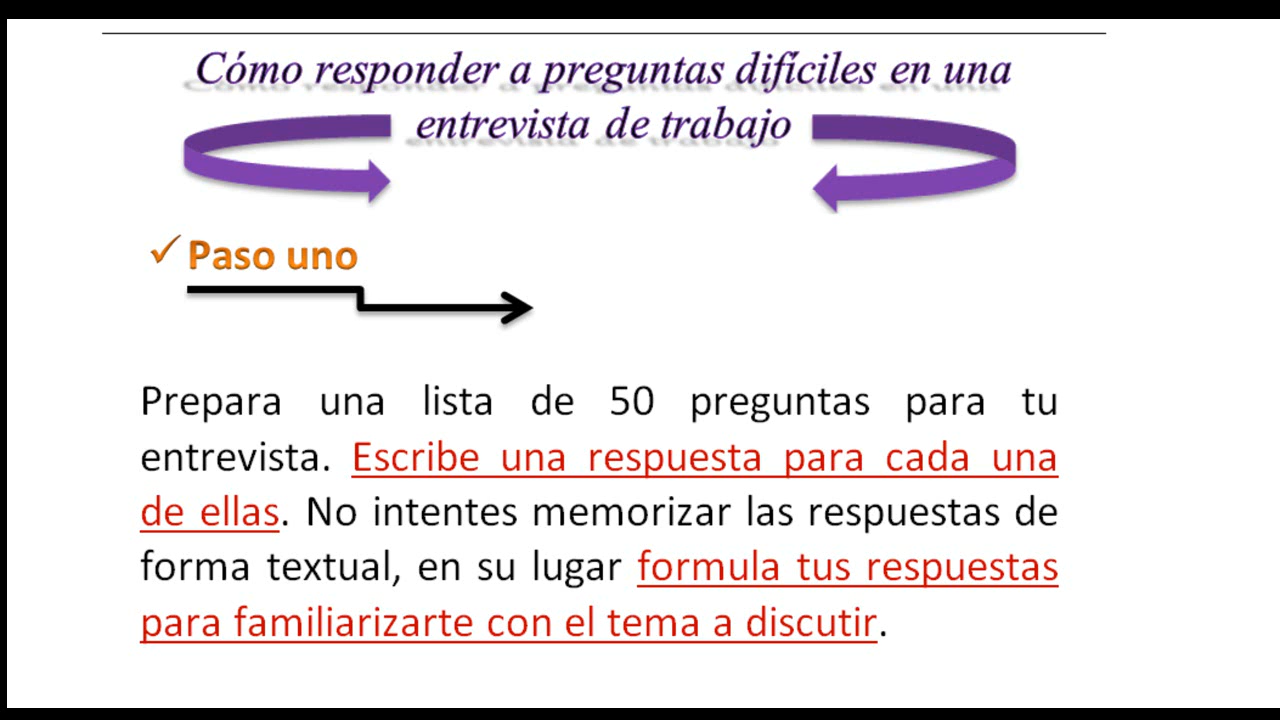 Cómo responder a preguntas difíciles en una
entrevista de trabajo
✓ Paso uno
Prepara una lista de 50 preguntas para tu
entrevista. Escribe una respuesta para cada una
de ellas. No intentes memorizar las respuestas de
forma textual, en su lugar formula tus respuestas
para familiarizarte con el tema a discutir.